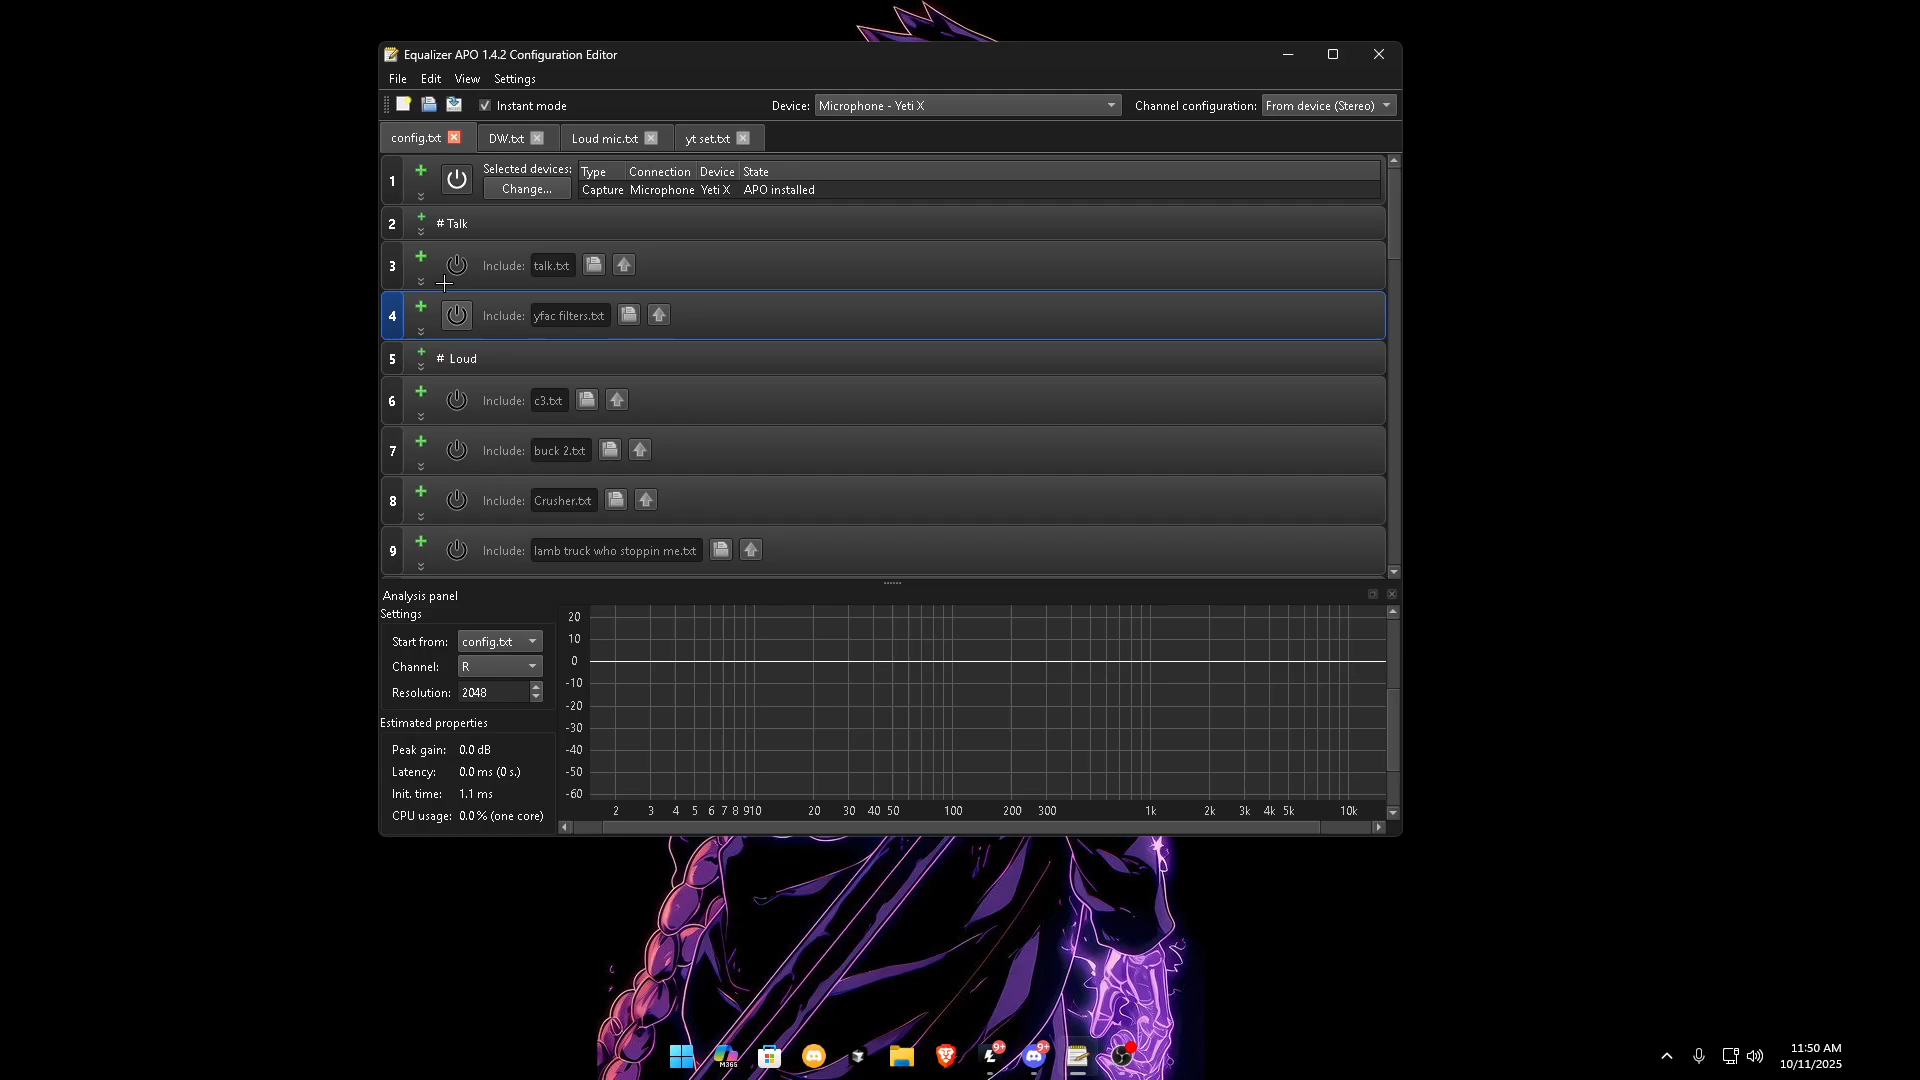 Equalizer APO 1.4.2 Configuration Editor
File Edit View Settings
Instant mode Device: Microphone - Yeti X Channel configuration: From device (Stereo)
config.txt DW.txt Loud mic.txt yt set.txt
1 Selected devices: Change... Type Connection Device State
Capture Microphone Yeti X APO installed
2 # Talk
3 Include: talk.txt
4 Include: yfac filters.txt
5 # Loud
6 Include: c3.txt
7 Include: buck 2.txt
8 Include: Crusher.txt
9 Include: lamb truck who stoppin me.txt
Analysis panel
Settings
Start from: config.txt
Channel: R
Resolution: 2048
Estimated properties
Peak gain: 0.0 dB
Latency: 0.0 ms (0 s.)
Init. time: 1.1 ms
CPU usage: 0.0 % (one core)
20
10
0
-10
-20
-30
-40
-50
-60
2 3 4 5 6 7 8 910 20 30 40 50 100 200 300 1k 2k 3k 4k 5k 10k
M365
9+ 9+
11:50 AM
10/11/2025